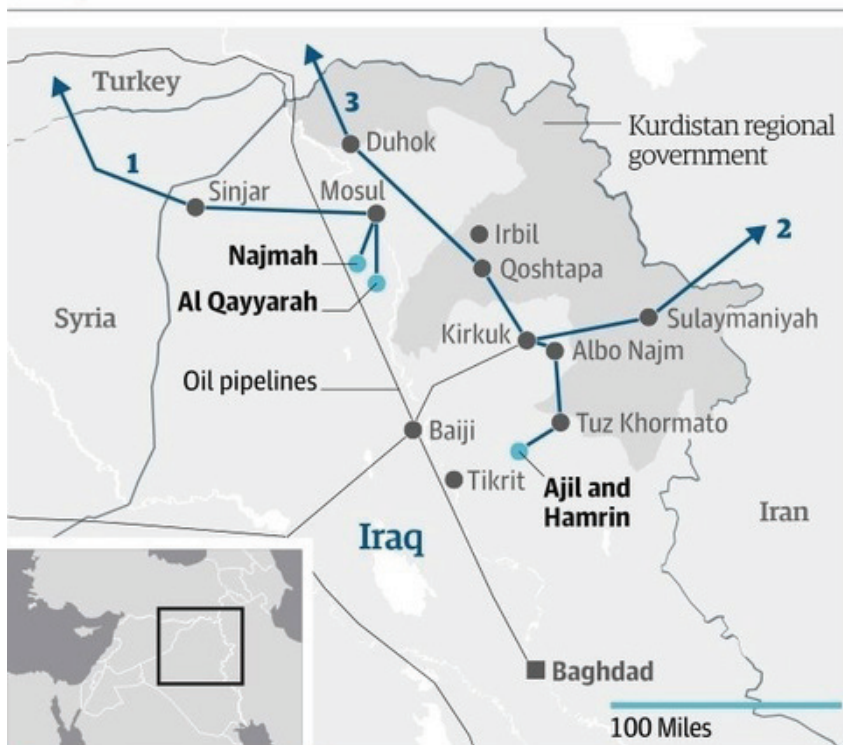 Turkey
3
Kurdistan regional
government
Duhok
1
Sinjar
Mosul
Irbil
2
Najmah
Qoshtapa
Al Qayyarah
Syria
Sulaymaniyah
Kirkuk
Albo Najm
Oil pipelines
Baiji
Tuz Khormato
Tikrit
Ajil and
Hamrin
Iran
Iraq
Baghdad
100 Miles